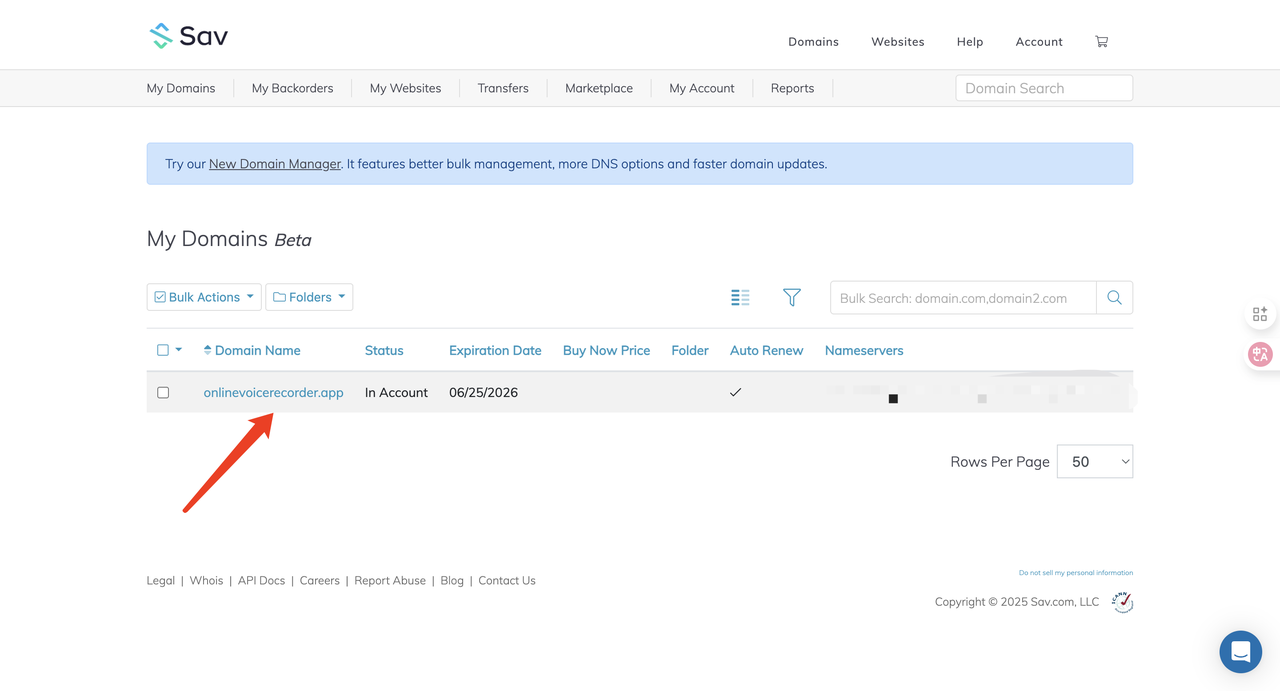 Sav
Domains Websites Help Account
My Domains My Backorders My Websites Transfers Marketplace My Account Reports Domain Search
Try our New Domain Manager. It features better bulk management, more DNS options and faster domain updates.
My Domains Beta
Bulk Actions Folders Bulk Search: domain.com,domain2.com
Domain Name Status Expiration Date Buy Now Price Folder Auto Renew Nameservers
onlinevoicerecorder.app In Account 06/25/2026
Rows Per Page 50
Legal | Whois | API Docs | Careers | Report Abuse | Blog | Contact Us
Do not sell my personal information
Copyright © 2025 Sav.com, LLC